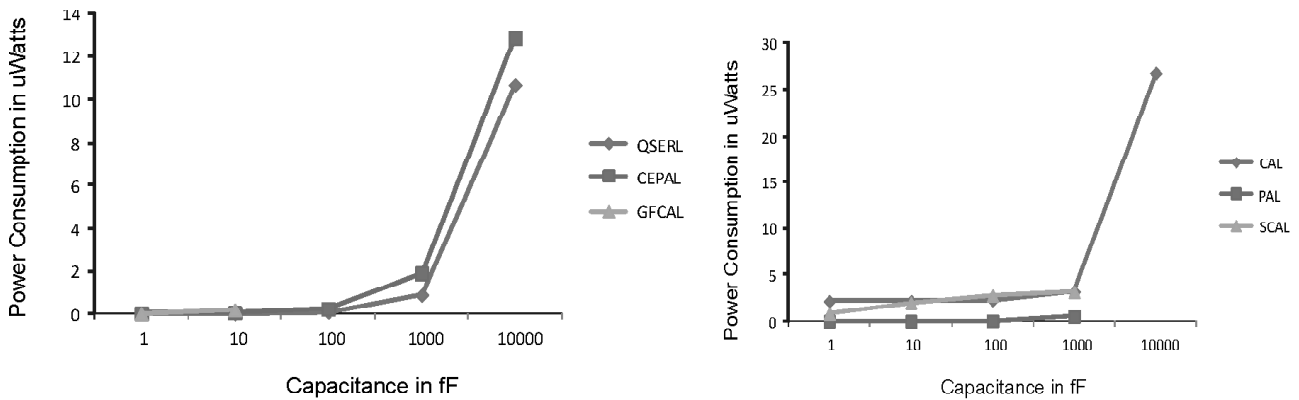 Power Consumption in uWatts
14
12
10
8
6
4
2
0
1 10 100 1000 10000
Capacitance in fF
QSERL
CEPAL
GFCAL
Power Consumption in uWatts
30
25
20
15
10
5
0
1 10 100 1000 10000
Capacitance in fF
CAL
PAL
SCAL